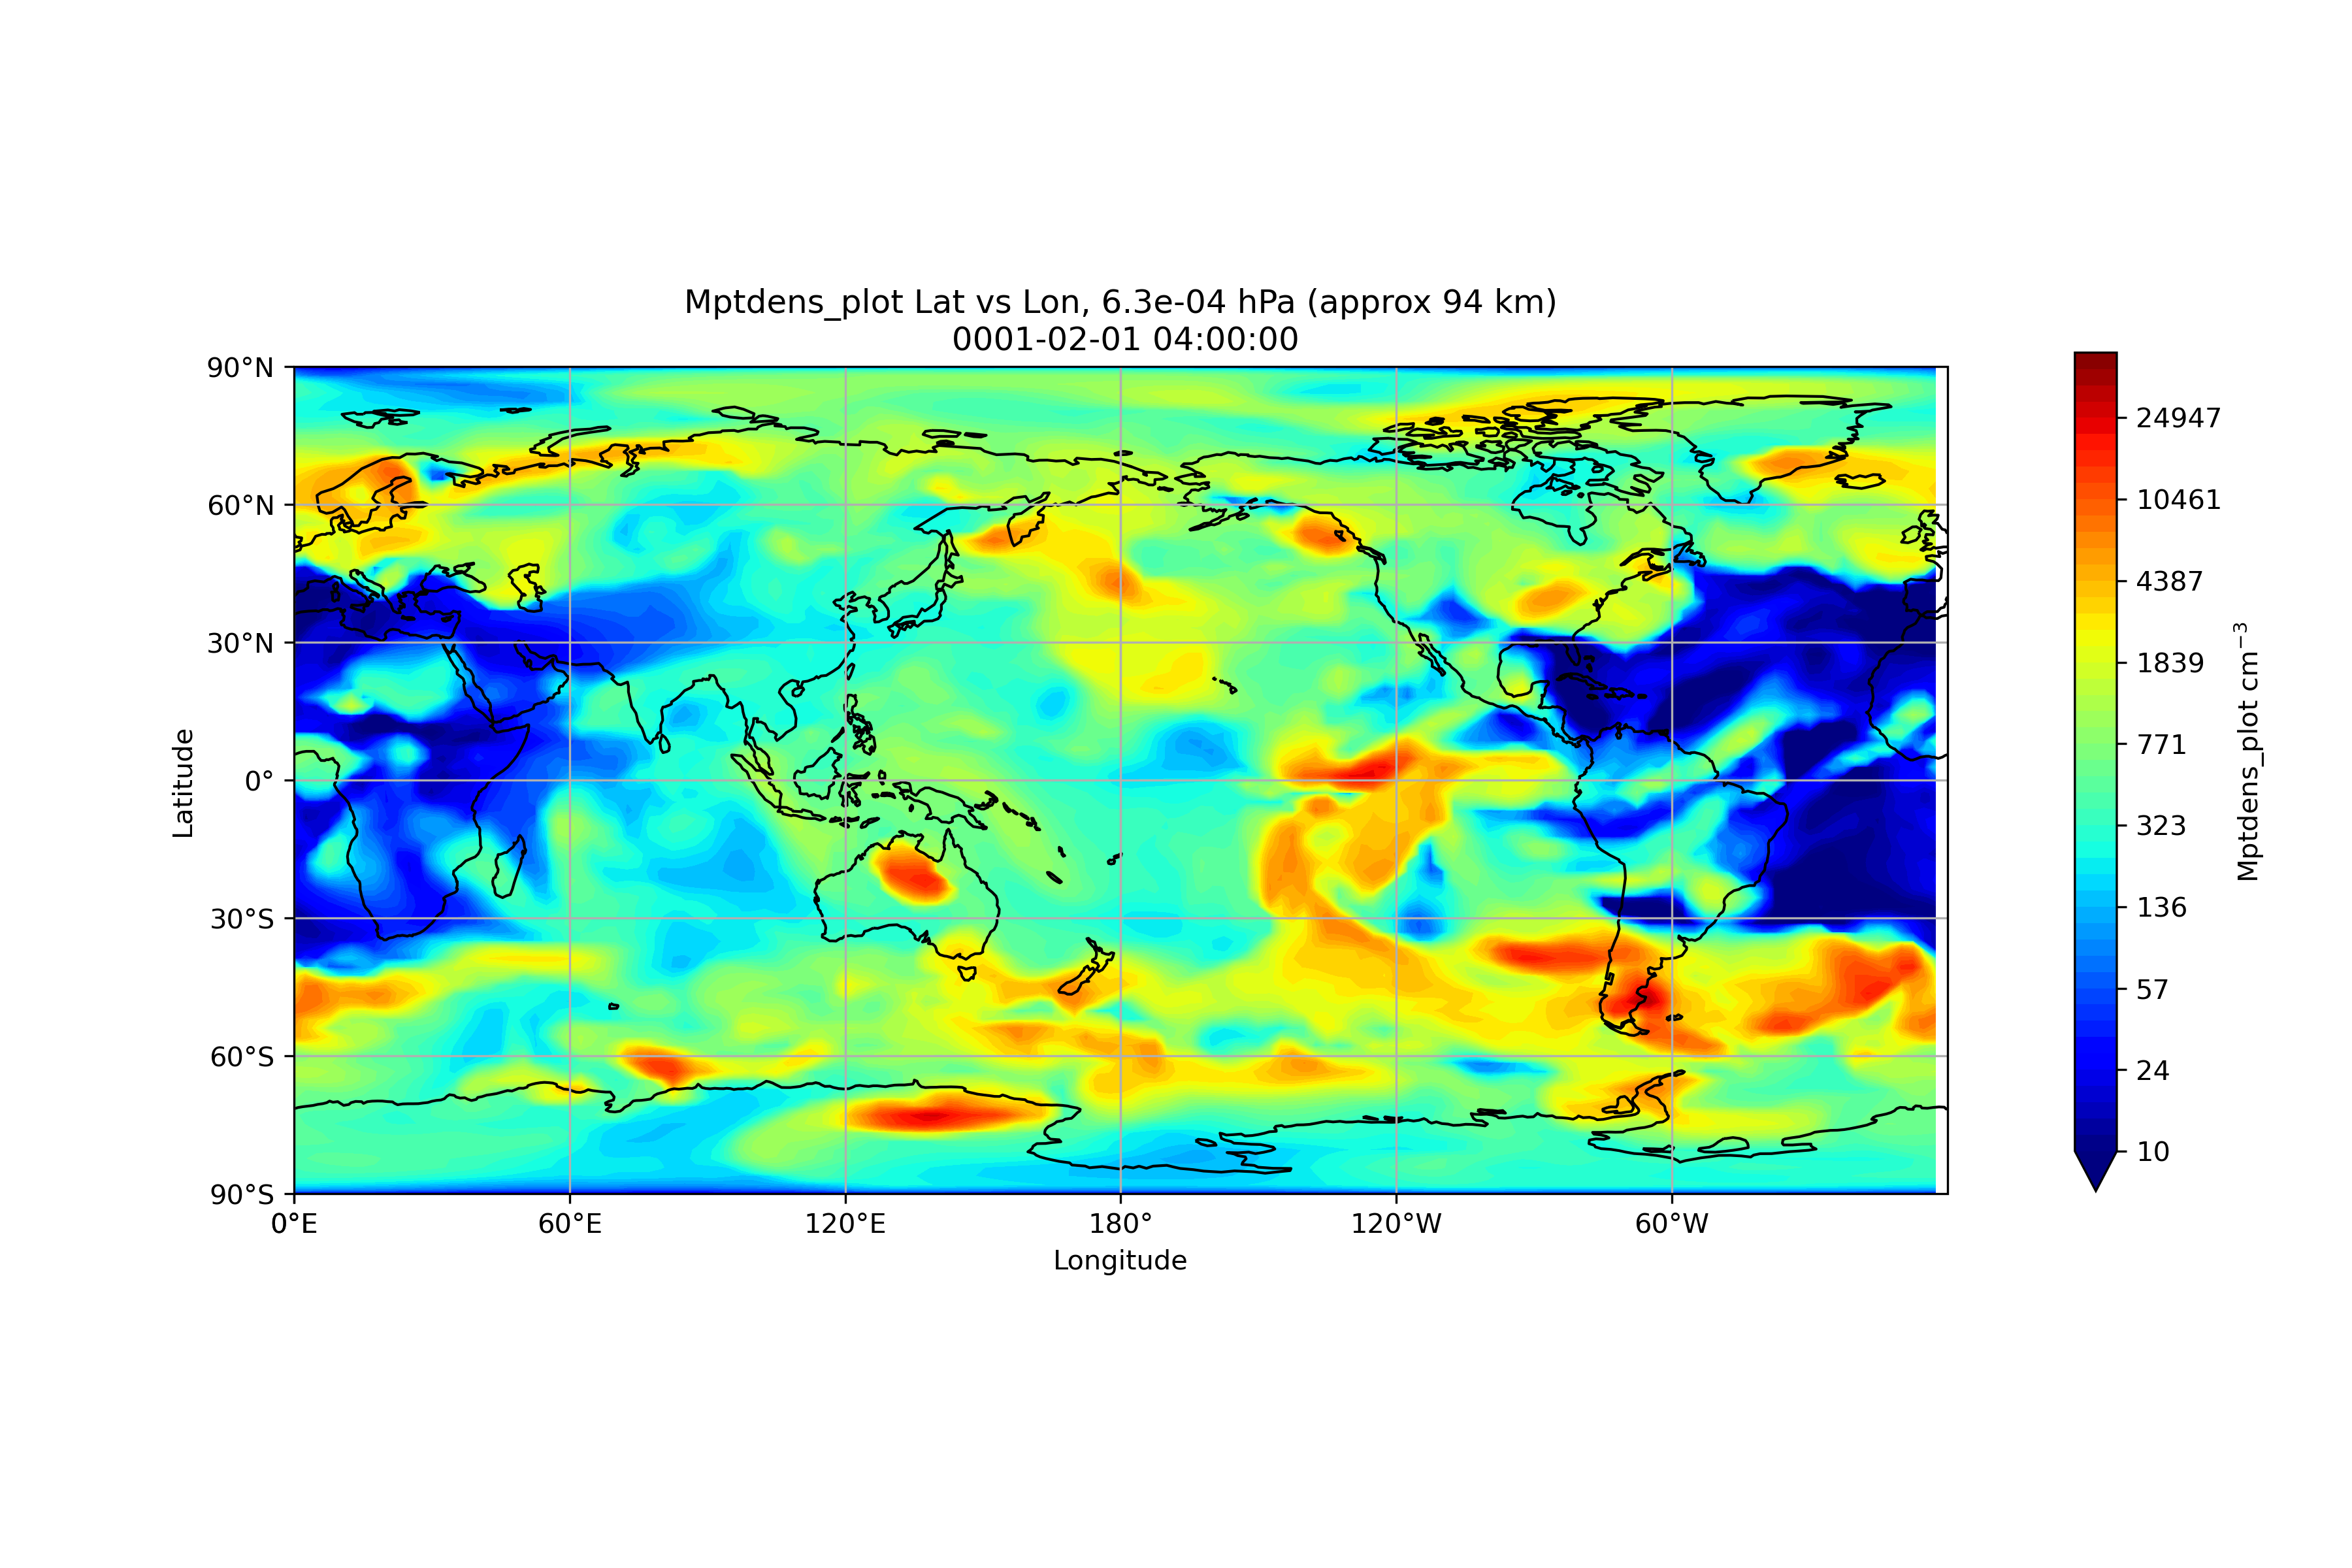 Mptdens_plot Lat vs Lon, 6.3e-04 hPa (approx 94 km)
0001-02-01 04:00:00
90°N
60°N
30°N
0°
30°S
60°S
90°S
Latitude
0°E
60°E
120°E
180°
120°W
60°W
Longitude
24947
10461
4387
1839
771
323
136
57
24
10
Mptdens_plot cm⁻³